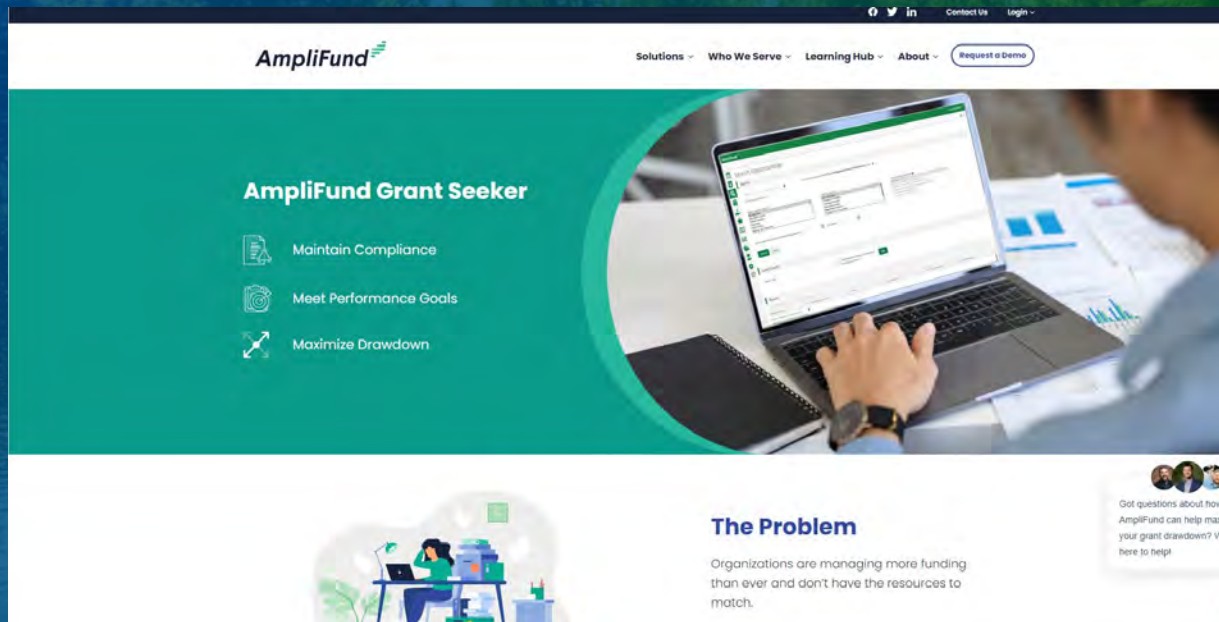 Contact Us Login
AmpliFund
Solutions Who We Serve Learning Hub About Request a Demo
AmpliFund Grant Seeker
Maintain Compliance
Meet Performance Goals
Maximize Drawdown
The Problem
Organizations are managing more funding
than ever and don't have the resources to
match.
Got questions about how
AmpliFund can help
your grant drawdown?
here to help!